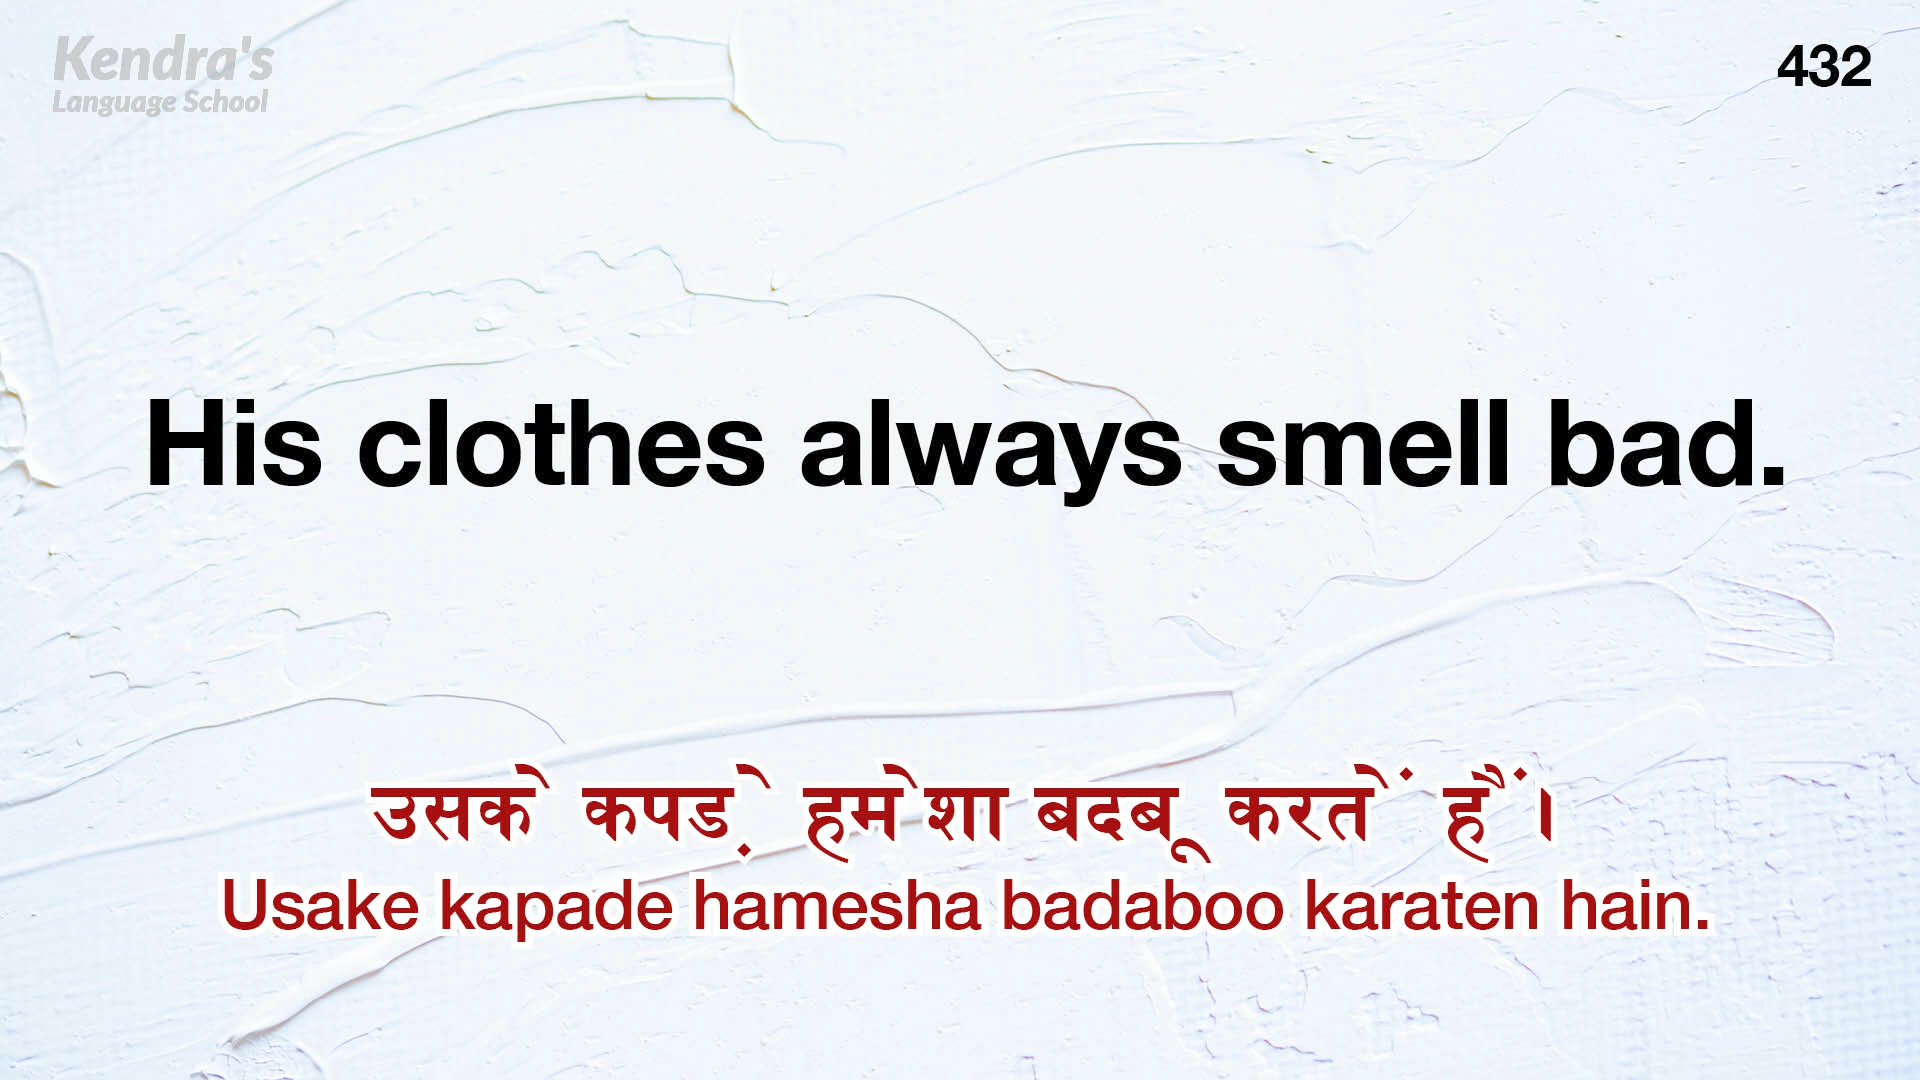 Kendra's
Language School
432
His clothes always smell bad.
उसके कपड़े हमेशा बदबू करतें हैं।
Usake kapade hamesha badaboo karaten hain.